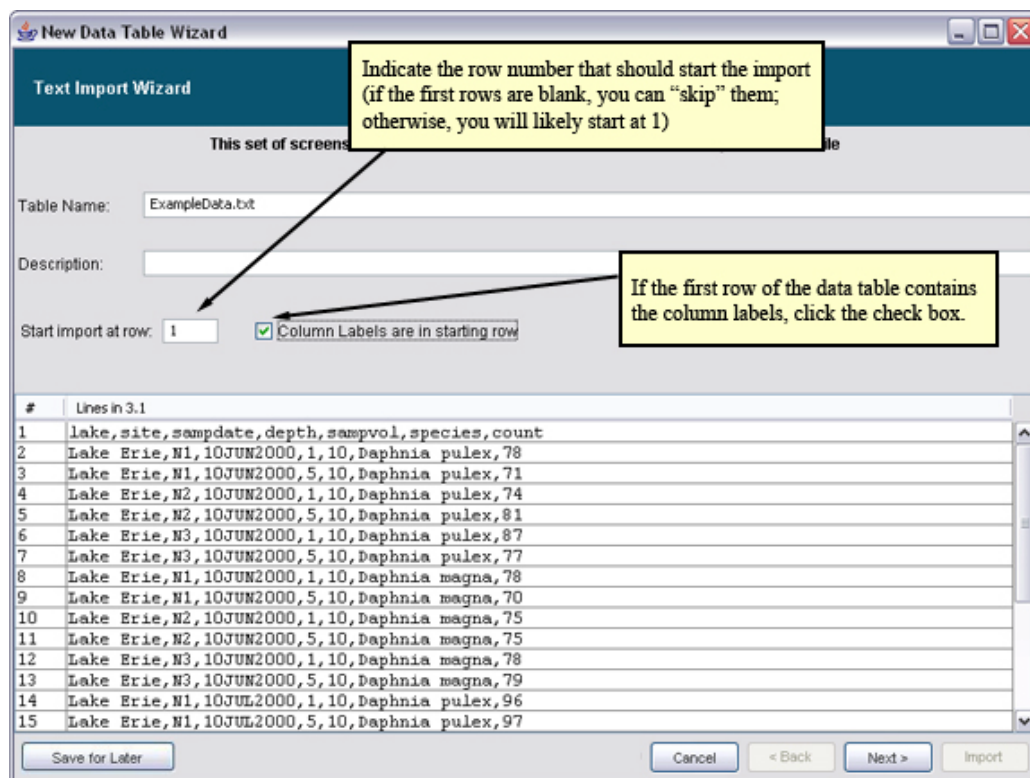 New Data Table Wizard
Text Import Wizard
Indicate the row number that should start the import
(if the first rows are blank, you can “skip” them;
otherwise, you will likely start at 1)
This set of screens
Table Name:
ExampleData.txt
Description:
If the first row of the data table contains
the column labels, click the check box.
Start import at row:
1
Column Labels are in starting row
# Lines in 3.1
1 lake,site,sampdate,depth,sampvol,species,count
2 Lake Erie,N1,10JUN2000,1,10,Daphnia pulex,78
3 Lake Erie,N1,10JUN2000,5,10,Daphnia pulex,71
4 Lake Erie,N2,10JUN2000,1,10,Daphnia pulex,74
5 Lake Erie,N2,10JUN2000,5,10,Daphnia pulex,81
6 Lake Erie,N3,10JUN2000,1,10,Daphnia pulex,87
7 Lake Erie,N3,10JUN2000,5,10,Daphnia pulex,77
8 Lake Erie,N1,10JUN2000,1,10,Daphnia magna,78
9 Lake Erie,N1,10JUN2000,5,10,Daphnia magna,70
10 Lake Erie,N2,10JUN2000,1,10,Daphnia magna,75
11 Lake Erie,N2,10JUN2000,5,10,Daphnia magna,75
12 Lake Erie,N3,10JUN2000,1,10,Daphnia magna,78
13 Lake Erie,N3,10JUN2000,5,10,Daphnia magna,79
14 Lake Erie,N1,10JUL2000,1,10,Daphnia pulex,96
15 Lake Erie,N1,10JUL2000,5,10,Daphnia pulex,97
Save for Later
Cancel
< Back
Next >
Import